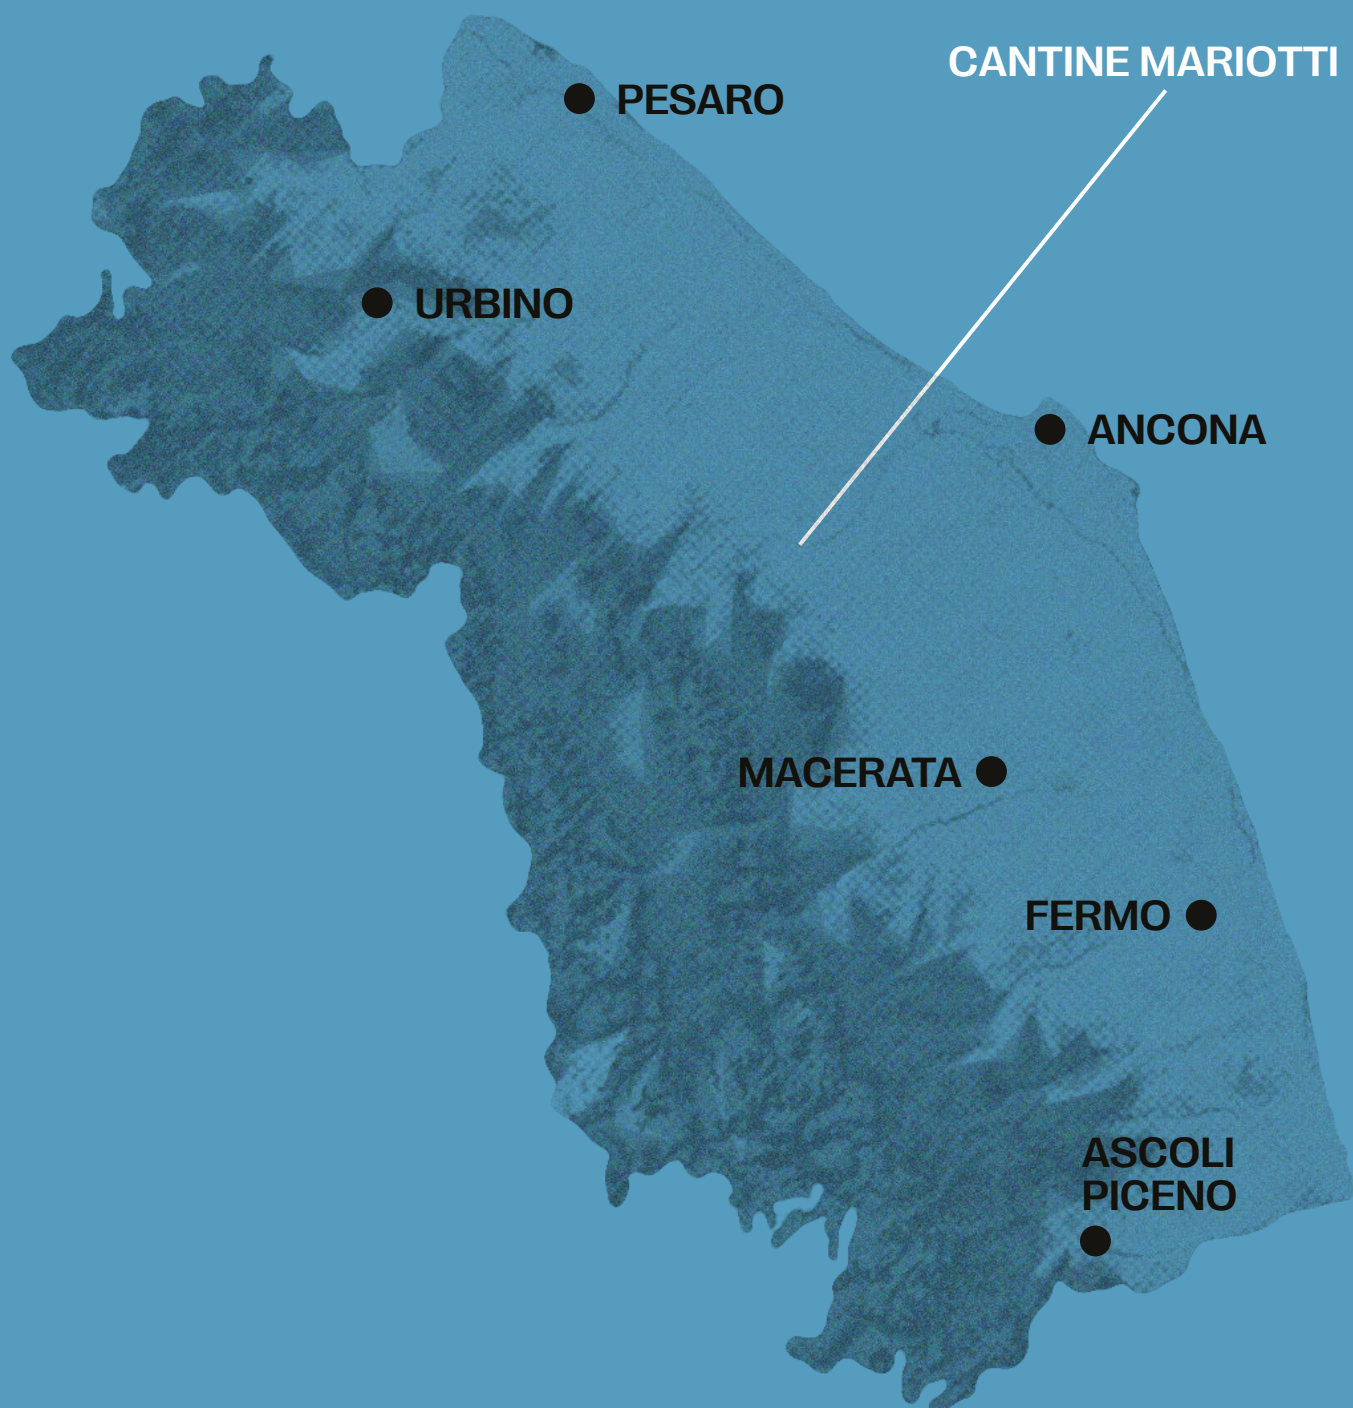 CANTINE MARIOTTI
PESARO
URBINO
ANCONA
MACERATA
FERMO
ASCOLI
PICENO